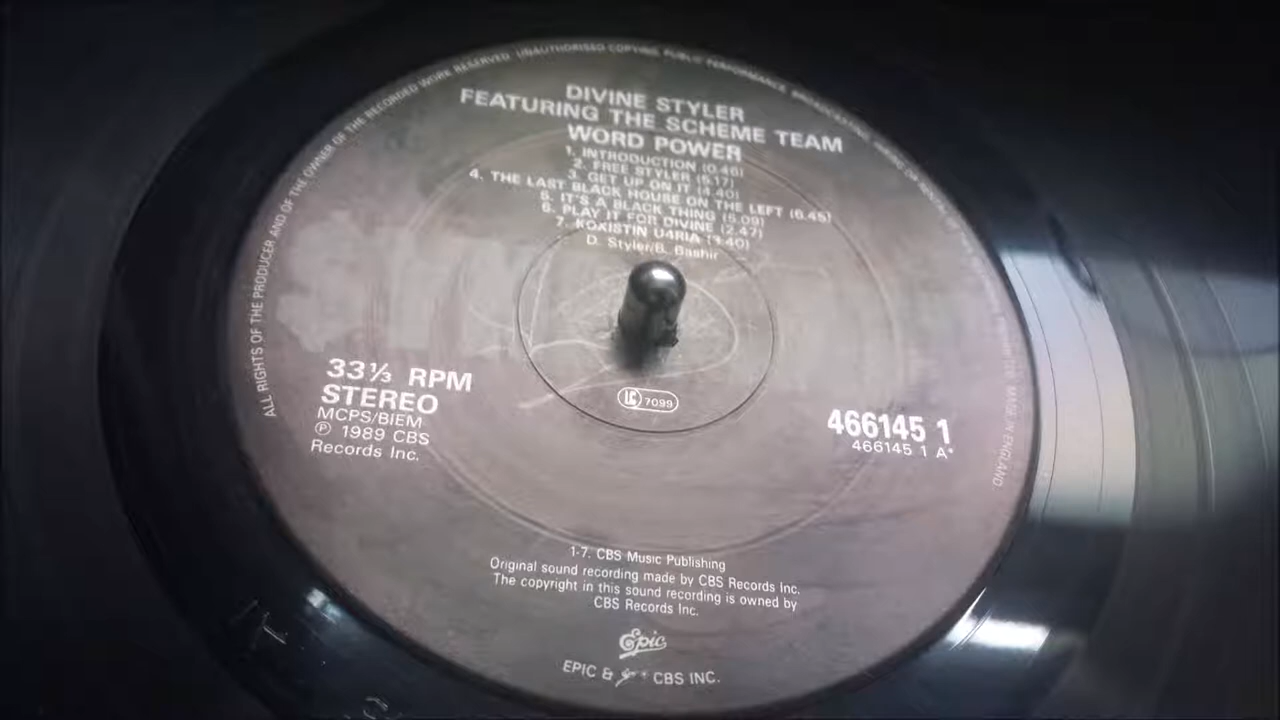 ALL RIGHTS OF THE PRODUCER AND OF THE OWNER OF THE RECORDED WORK RESERVED. UNAUTHORISED COPYING, PUBLIC PERFORMANCE, BROADCASTING
MADE IN ENGLAND
DIVINE STYLER
FEATURING THE SCHEME TEAM
WORD POWER
1. INTRODUCTION (0.46)
2. FREE STYLER (5.17)
3. GET UP ON IT (4.40)
4. THE LAST BLACK HOUSE ON THE LEFT (6.45)
5. IT'S A BLACK THING (5.09)
6. PLAY IT FOR DIVINE (2.47)
7. KOXISTIN U4RIA
D. Styler/B. Bashir
33⅓ RPM
STEREO
MCPS/BIEM
Ⓟ 1989 CBS
Records Inc.
LC 7099
466145 1
466145 1 A*
1-7. CBS Music Publishing
Original sound recording made by CBS Records Inc.
The copyright in this sound recording is owned by
CBS Records Inc.
Epic
EPIC & CBS INC.